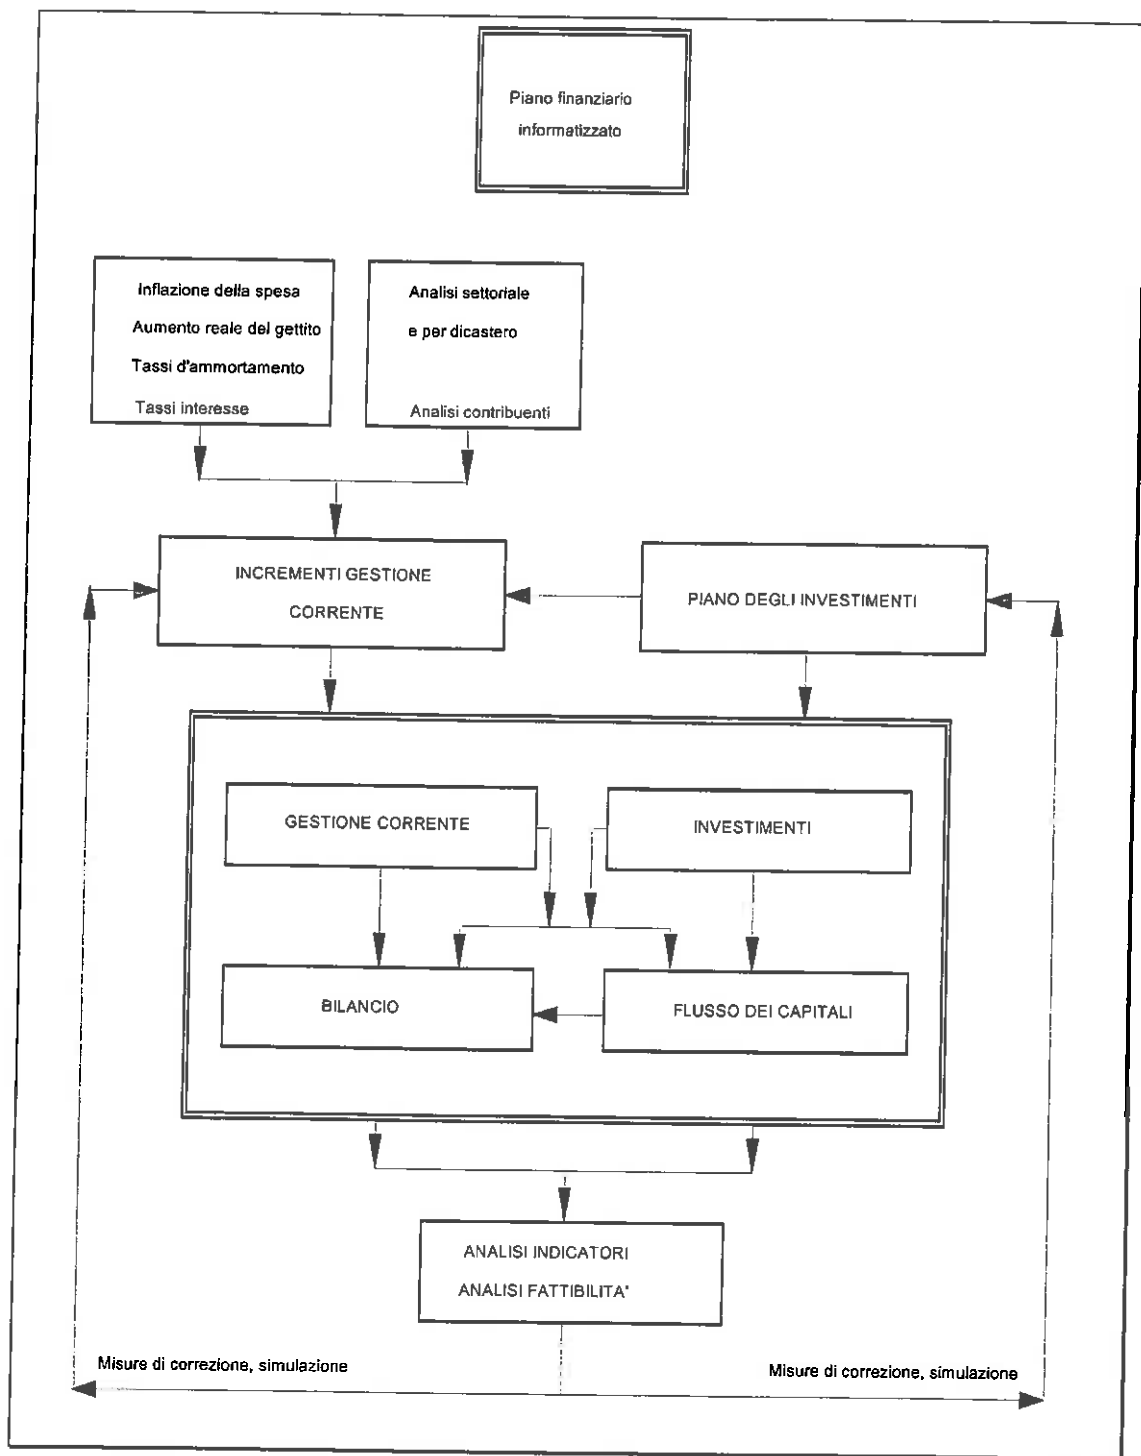 Piano finanziario
informatizzato
Inflazione della spesa
Aumento reale del gettito
Tassi d'ammortamento
Tassi interesse
Analisi settoriale
e per dicastero
Analisi contribuenti
INCREMENTI GESTIONE
CORRENTE
PIANO DEGLI INVESTIMENTI
GESTIONE CORRENTE
INVESTIMENTI
BILANCIO
FLUSSO DEI CAPITALI
ANALISI INDICATORI
ANALISI FATTIBILITA'
Misure di correzione, simulazione
Misure di correzione, simulazione